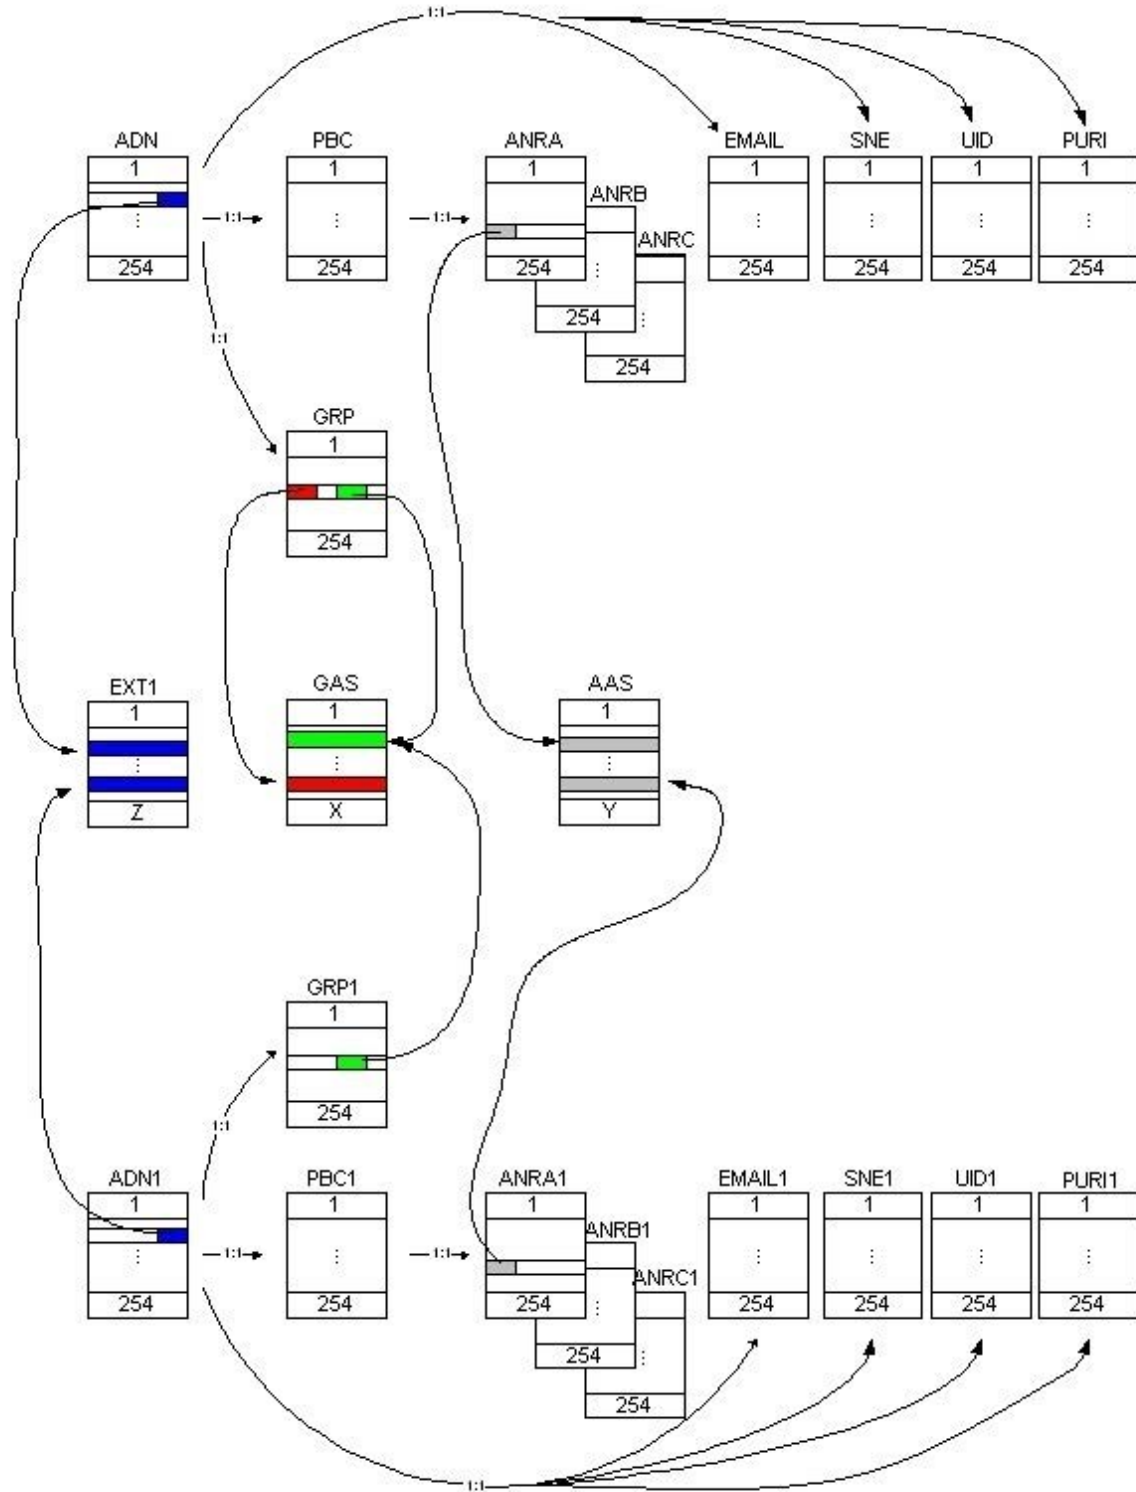 1:1
ADN PBC ANRA EMAIL SNE UID PURI
1 1 1 1 1 1 1
ANRB
1:1 1:1
⋮ ⋮ ⋮ ⋮ ⋮ ⋮
ANRC
254 254 254 ⋮ 254 254 254 254
254 ⋮
1:1
254
GRP
1
254
EXT1 GAS AAS
1 1 1
⋮ ⋮ ⋮
Z X Y
GRP1
1
254
1:1
ADN1 PBC1 ANRA1 EMAIL1 SNE1 UID1 PURI1
1 1 1 1 1 1 1
ANRB1
1:1 1:1
⋮ ⋮ ⋮ ⋮ ⋮ ⋮
ANRC1
254 254 254 ⋮ 254 254 254 254
254 ⋮
254
1:1